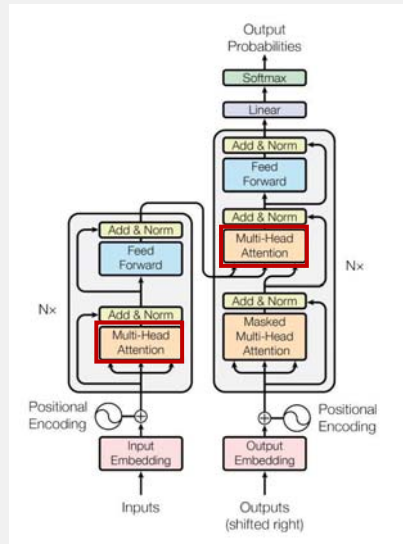 Output
Probabilities
Softmax
Linear
Add & Norm
Feed
Forward
Add & Norm
Multi-Head
Attention
Nx
Add & Norm
Masked
Multi-Head
Attention
Add & Norm
Feed
Forward
Nx
Add & Norm
Multi-Head
Attention
Positional
Encoding
Positional
Encoding
Input
Embedding
Output
Embedding
Inputs
Outputs
(shifted right)